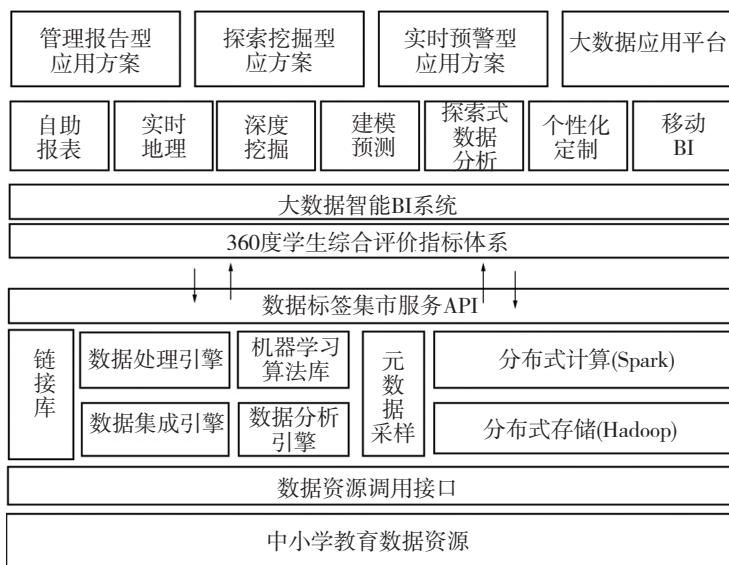 管理报告型
应用方案
探索挖掘型
应方案
实时预警型
应用方案
大数据应用平台
自助
报表
实时
地理
深度
挖掘
建模
预测
探索式
数据
分析
个性化
定制
移动
BI
大数据智能BI系统
360度学生综合评价指标体系
数据标签集市服务API
链
接
库
数据处理引擎
机器学习
算法库
元
数
据
采样
分布式计算(Spark)
数据集成引擎
数据分析
引擎
分布式存储(Hadoop)
数据资源调用接口
中小学教育数据资源